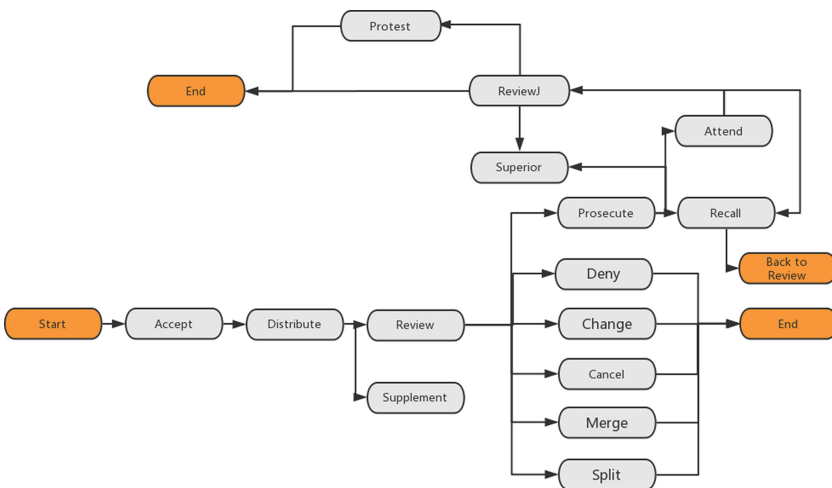 Protest
End
ReviewJ
Attend
Superior
Prosecute
Recall
Back to
Review
Deny
Start
Accept
Distribute
Review
Change
End
Cancel
Supplement
Merge
Split